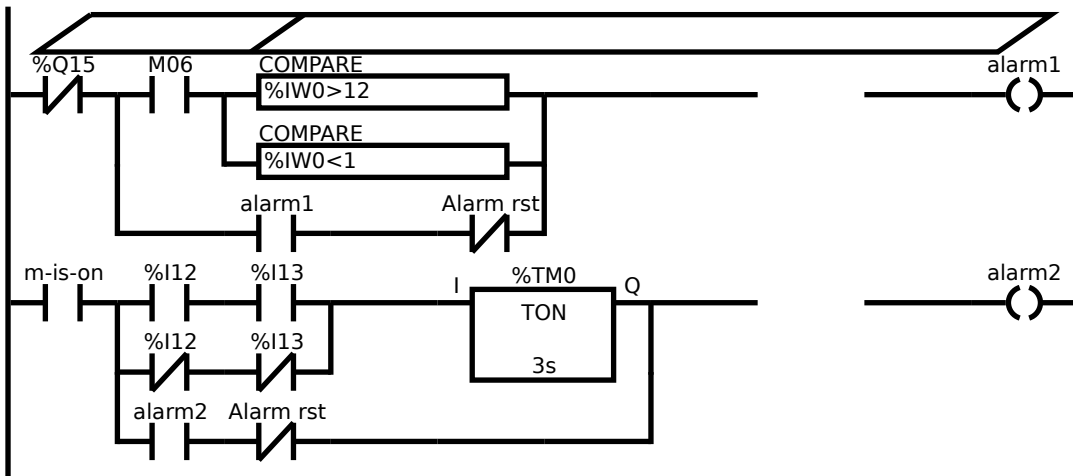 %Q15 M06 COMPARE alarm1
%IW0>12
COMPARE
%IW0<1
alarm1 Alarm rst
m-is-on %I12 %I13 I %TM0 Q alarm2
TON
%I12 %I13
3s
alarm2 Alarm rst